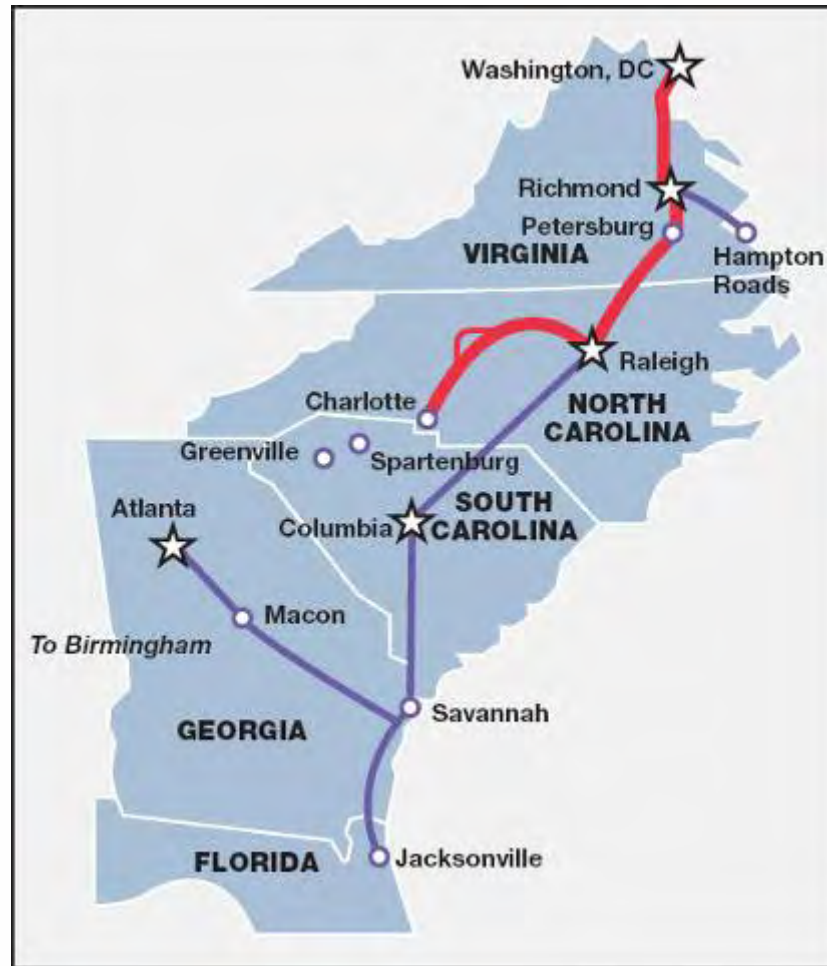 Washington, DC
Richmond
Petersburg
VIRGINIA
Hampton
Roads
Raleigh
Charlotte
NORTH
CAROLINA
Greenville
Spartenburg
Atlanta
SOUTH
CAROLINA
Columbia
Macon
To Birmingham
Savannah
GEORGIA
FLORIDA
Jacksonville